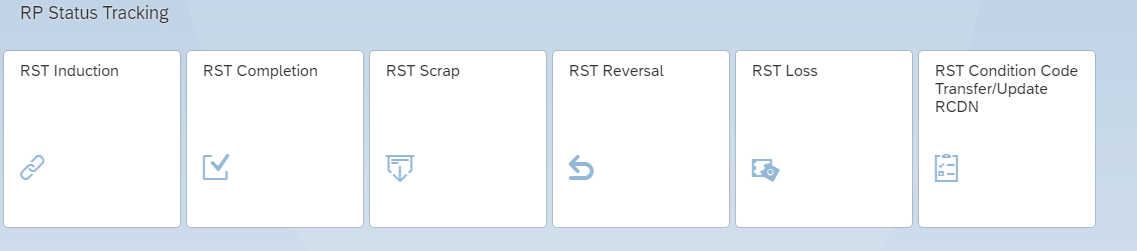 RP Status Tracking
RST Induction
RST Completion
RST Scrap
RST Reversal
RST Loss
RST Condition Code
Transfer/Update
RCDN